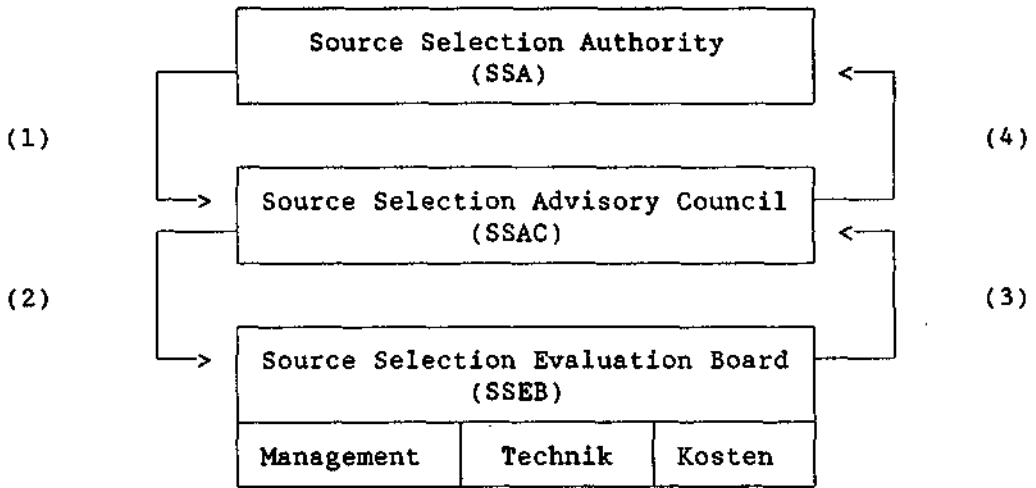 Source Selection Authority
(SSA)
(1)
(4)
Source Selection Advisory Council
(SSAC)
(2)
(3)
Source Selection Evaluation Board
(SSEB)
Management Technik Kosten